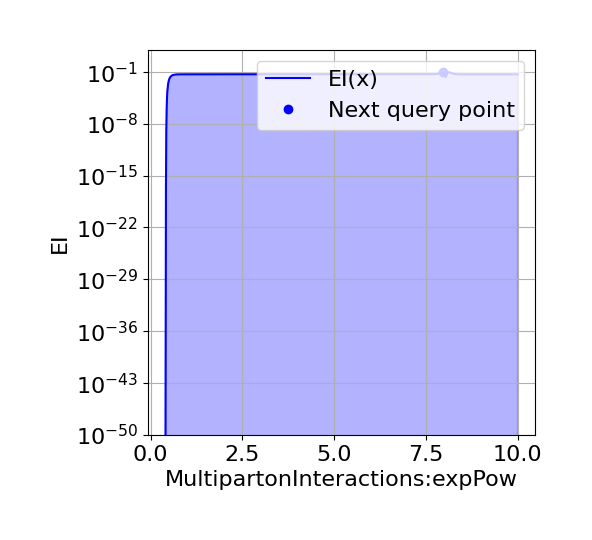 EI(x)
Next query point
10^{-1}
10^{-8}
10^{-15}
10^{-22}
10^{-29}
10^{-36}
10^{-43}
10^{-50}
EI
0.0 2.5 5.0 7.5 10.0
MultipartonInteractions:expPow